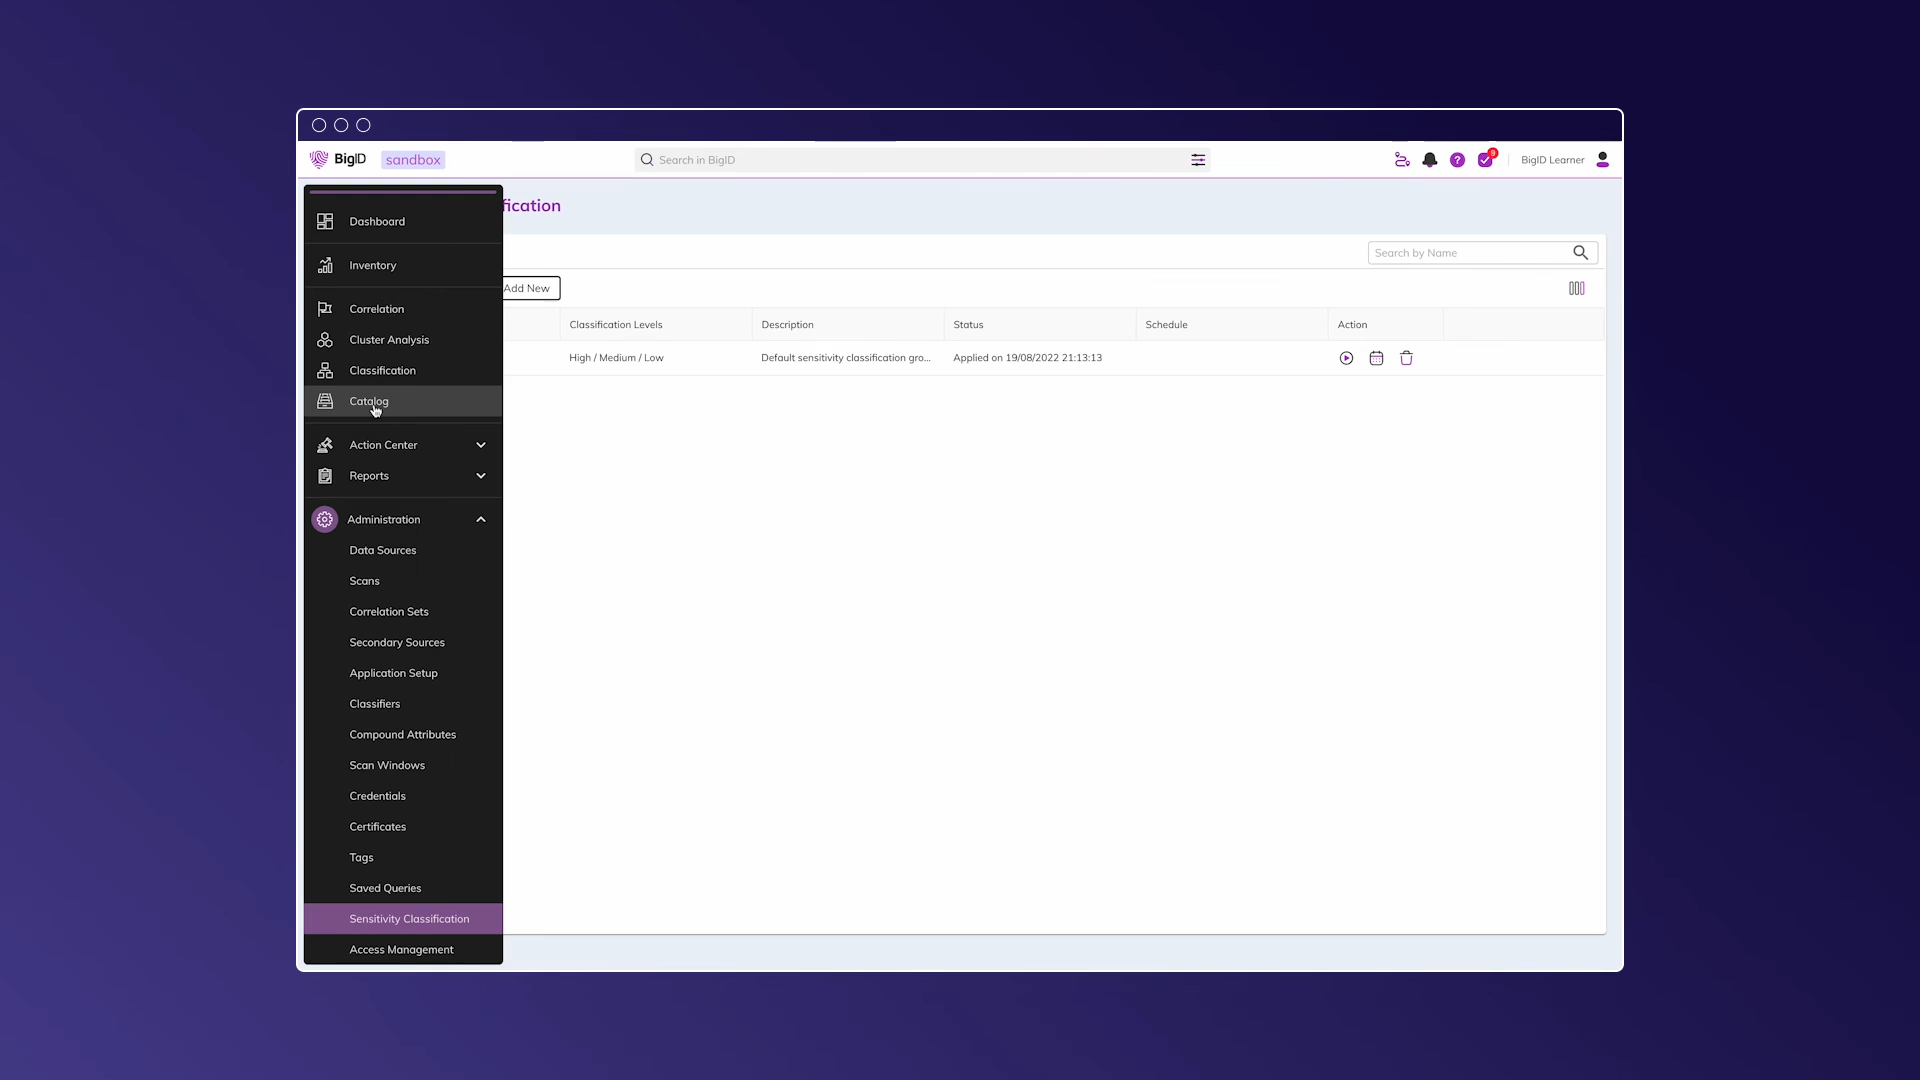 BigID
sandbox
Search in BigID
9
BigID Learner
Dashboard
Inventory
Correlation
Cluster Analysis
Classification
Catalog
Action Center
Reports
Administration
Data Sources
Scans
Correlation Sets
Secondary Sources
Application Setup
Classifiers
Compound Attributes
Scan Windows
Credentials
Certificates
Tags
Saved Queries
Sensitivity Classification
Access Management
fication
Search by Name
Add New
Classification Levels
Description
Status
Schedule
Action
High / Medium / Low
Default sensitivity classification gro...
Applied on 19/08/2022 21:13:13